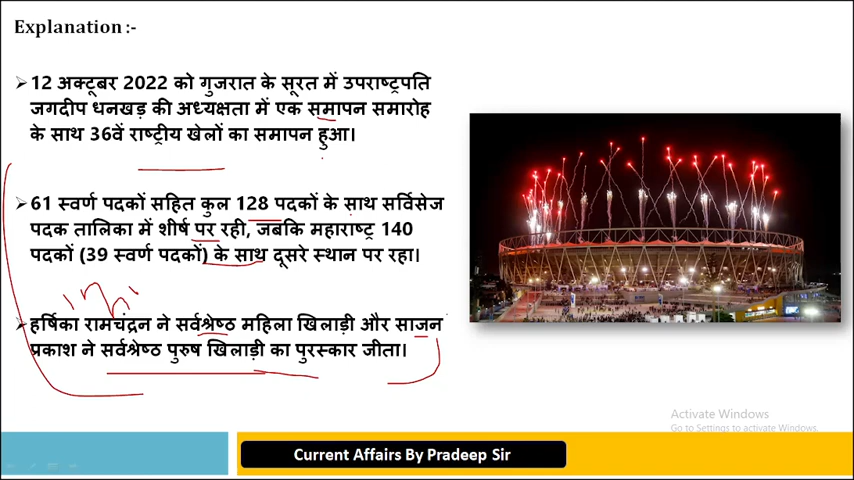 Explanation :-
➢12 अक्टूबर 2022 को गुजरात के सूरत में उपराष्ट्रपति
जगदीप धनखड़ की अध्यक्षता में एक समापन समारोह
के साथ 36वें राष्ट्रीय खेलों का समापन हुआ।
➢61 स्वर्ण पदकों सहित कुल 128 पदकों के साथ सर्विसेज
पदक तालिका में शीर्ष पर रही, जबकि महाराष्ट्र 140
पदकों (39 स्वर्ण पदकों) के साथ दूसरे स्थान पर रहा।
➢हर्षिका रामचंद्रन ने सर्वश्रेष्ठ महिला खिलाड़ी और साजन
प्रकाश ने सर्वश्रेष्ठ पुरुष खिलाड़ी का पुरस्कार जीता।
Activate Windows
Go to Settings to activate Windows.
Current Affairs By Pradeep Sir